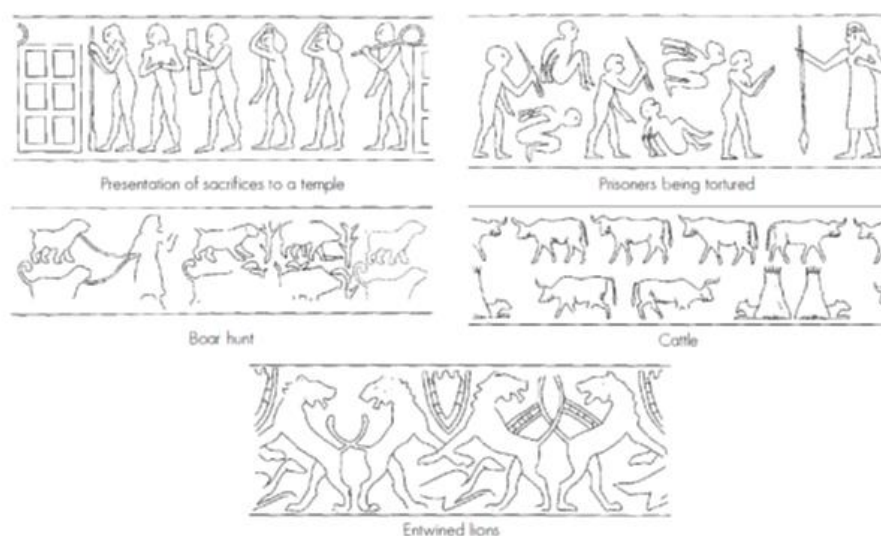 Presentation of sacrifices to a temple
Prisoners being tortured
Boar hunt
Cattle
Entwined lions